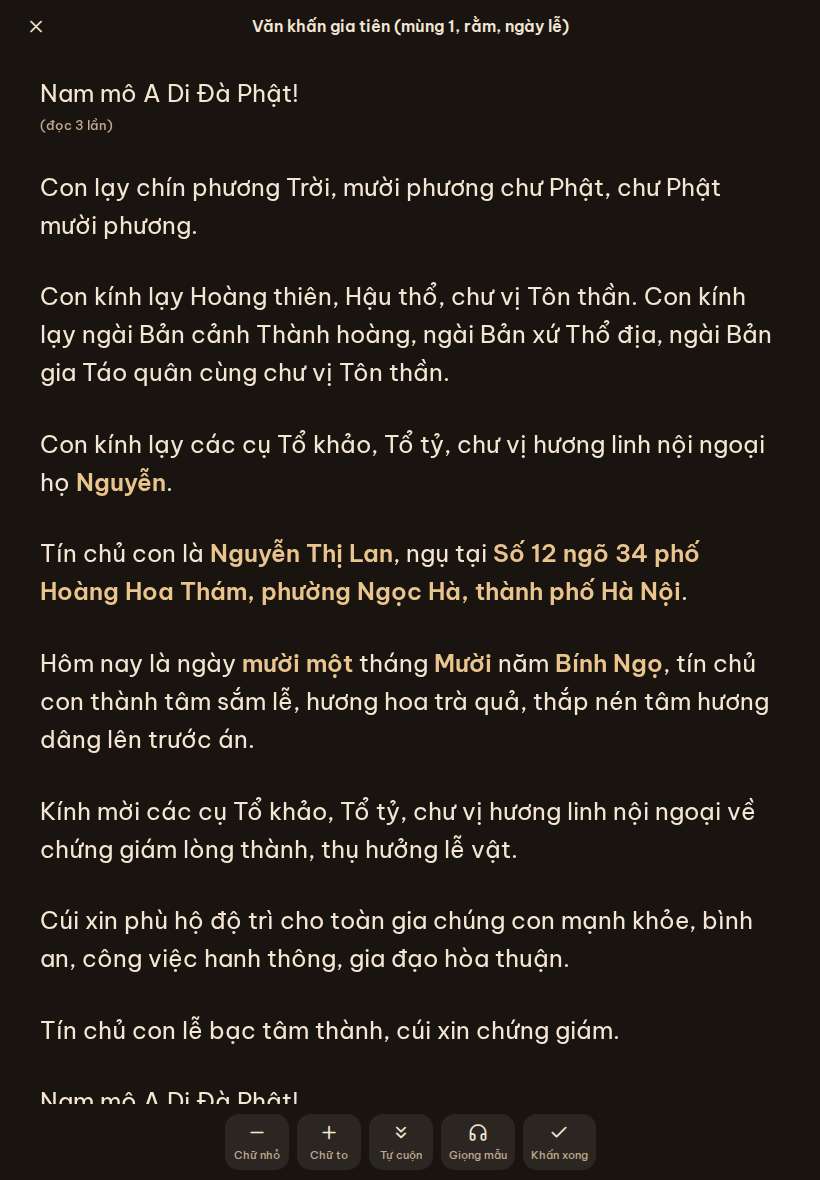 Văn khấn gia tiên (mùng 1, rằm, ngày lễ)
Nam mô A Di Đà Phật!
(đọc 3 lần)
Con lạy chín phương Trời, mười phương chư Phật, chư Phật
mười phương.
Con kính lạy Hoàng thiên, Hậu thổ, chư vị Tôn thần. Con kính
lạy ngài Bản cảnh Thành hoàng, ngài Bản xứ Thổ địa, ngài Bản
gia Táo quân cùng chư vị Tôn thần.
Con kính lạy các cụ Tổ khảo, Tổ tỷ, chư vị hương linh nội ngoại
họ Nguyễn.
Tín chủ con là Nguyễn Thị Lan, ngụ tại Số 12 ngõ 34 phố
Hoàng Hoa Thám, phường Ngọc Hà, thành phố Hà Nội.
Hôm nay là ngày mười một tháng Mười năm Bính Ngọ, tín chủ
con thành tâm sắm lễ, hương hoa trà quả, thắp nén tâm hương
dâng lên trước án.
Kính mời các cụ Tổ khảo, Tổ tỷ, chư vị hương linh nội ngoại về
chứng giám lòng thành, thụ hưởng lễ vật.
Cúi xin phù hộ độ trì cho toàn gia chúng con mạnh khỏe, bình
an, công việc hanh thông, gia đạo hòa thuận.
Tín chủ con lễ bạc tâm thành, cúi xin chứng giám.
Nam mô A Di Đà Phật!
Chữ nhỏ
Chữ to
Tự cuộn
Giọng mẫu
Khấn xong